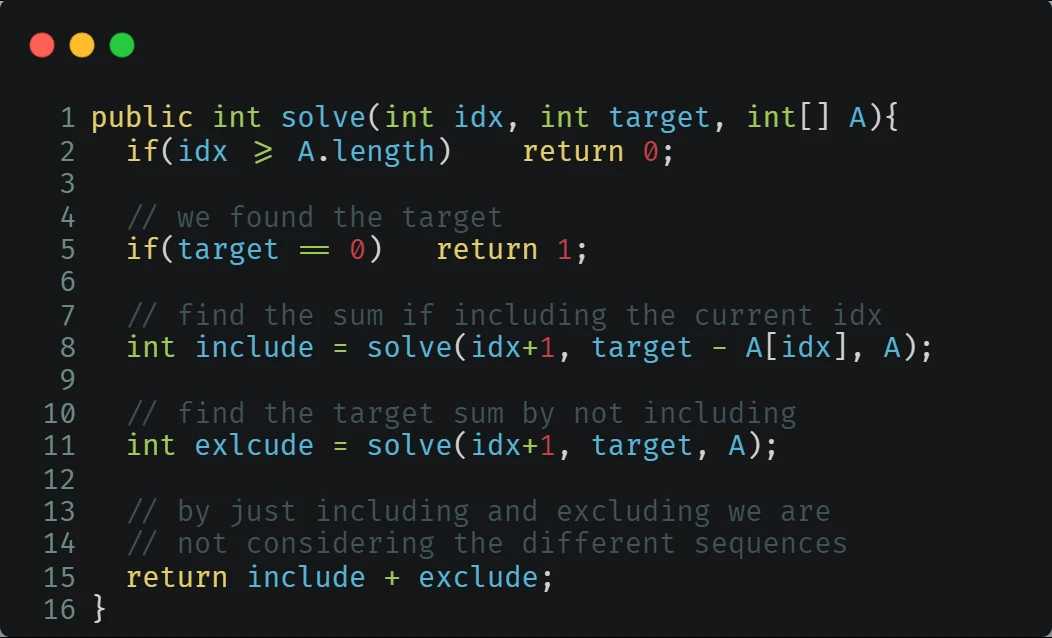 1 public int solve(int idx, int target, int[] A){
2   if(idx >= A.length)    return 0;
3
4   // we found the target
5   if(target == 0)   return 1;
6
7   // find the sum if including the current idx
8   int include = solve(idx+1, target - A[idx], A);
9
10   // find the target sum by not including
11   int exlcude = solve(idx+1, target, A);
12
13   // by just including and excluding we are
14   // not considering the different sequences
15   return include + exclude;
16 }